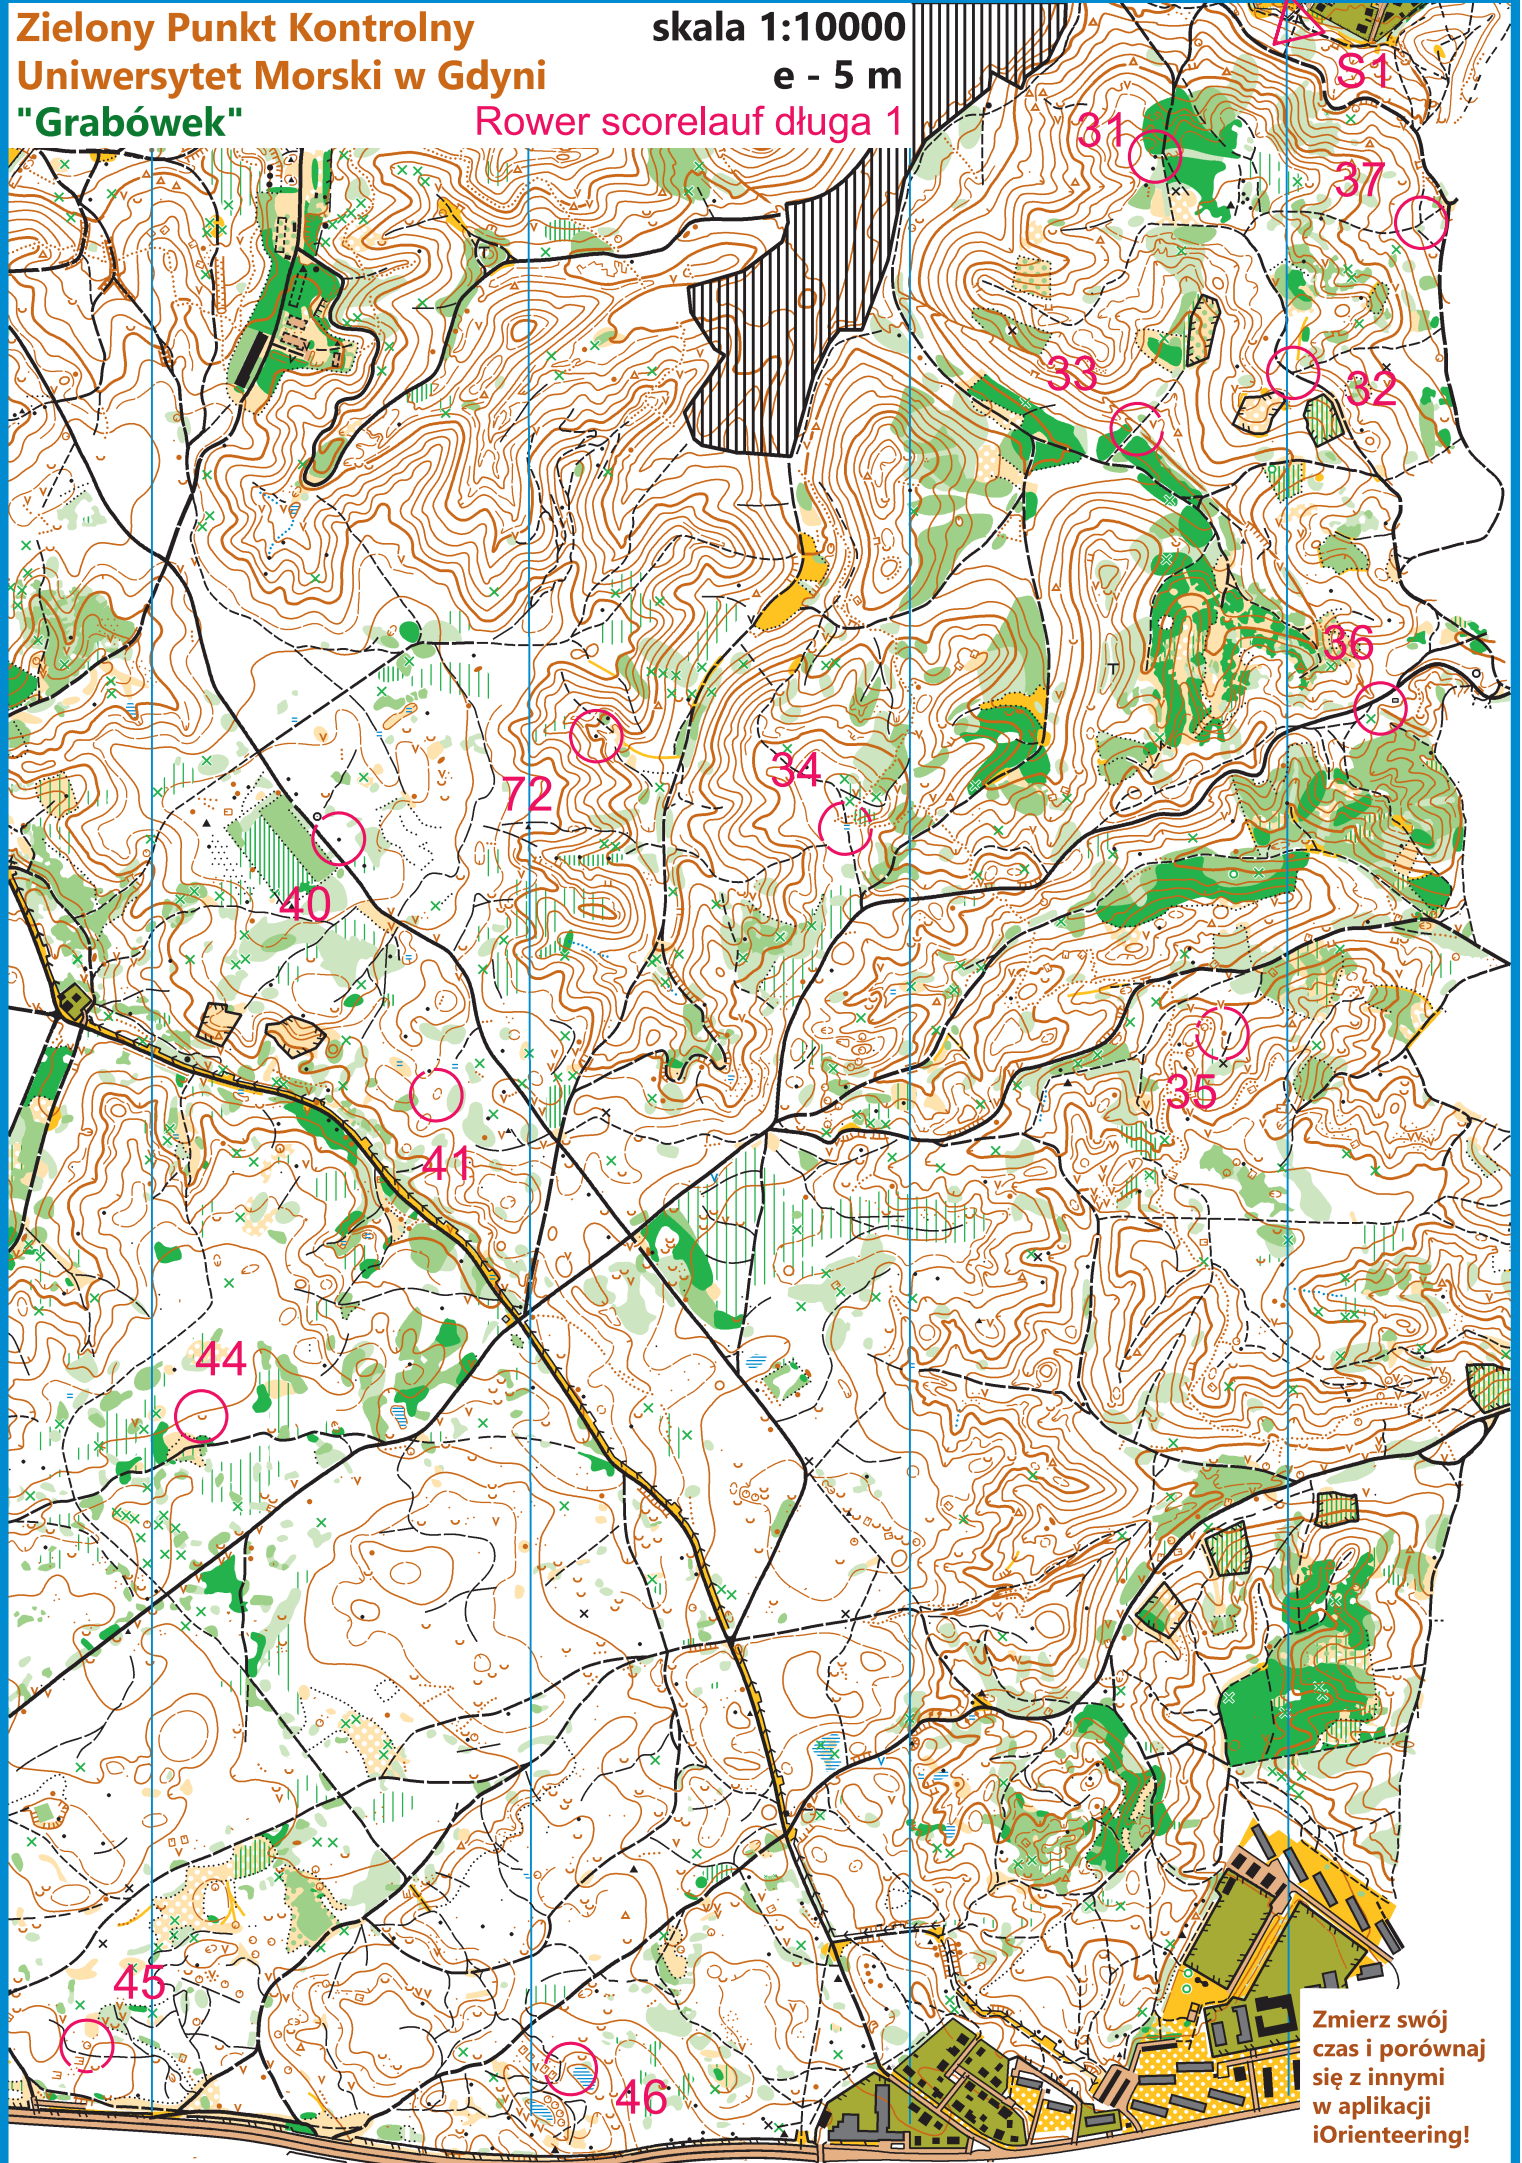 Zielony Punkt Kontrolny
skala 1:10000
Uniwersytet Morski w Gdyni
e - 5 m
"Grabówek"
Rower scorelauf długa 1
S1
31
37
33
32
36
34
72
40
35
41
44
45
46
Zmierz swój
czas i porównaj
się z innymi
w aplikacji
iOrienteering!